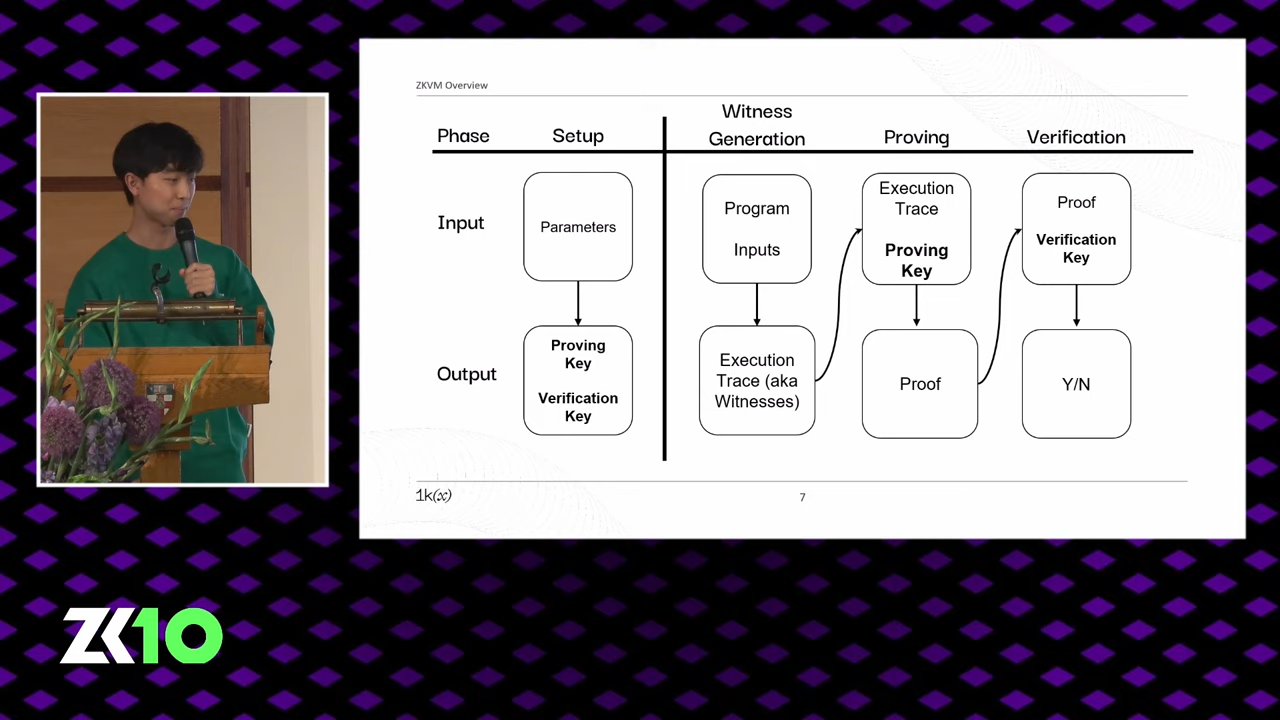 ZKVM Overview
Phase
Setup
Witness
Generation
Proving
Verification
Input
Parameters
Program
Inputs
Execution
Trace
Proving
Key
Proof
Verification
Key
Output
Proving
Key
Verification
Key
Execution
Trace (aka
Witnesses)
Proof
Y/N
1k(x)
7
ZK10